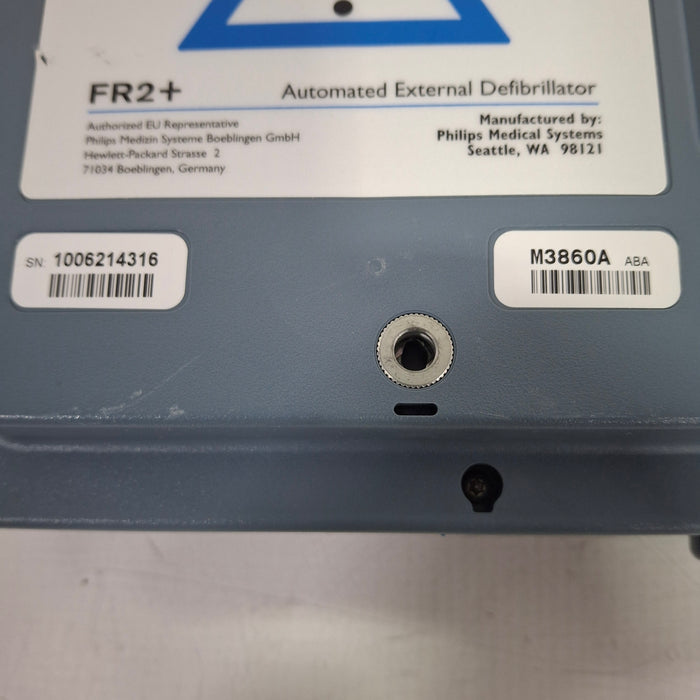 FR2+
Automated External Defibrillator
Authorized EU Representative
Philips Medizin Systeme Boeblingen GmbH
Hewlett-Packard Strasse 2
71034 Boeblingen, Germany
Manufactured by:
Philips Medical Systems
Seattle, WA 98121
SN: 1006214316
M3860A ABA